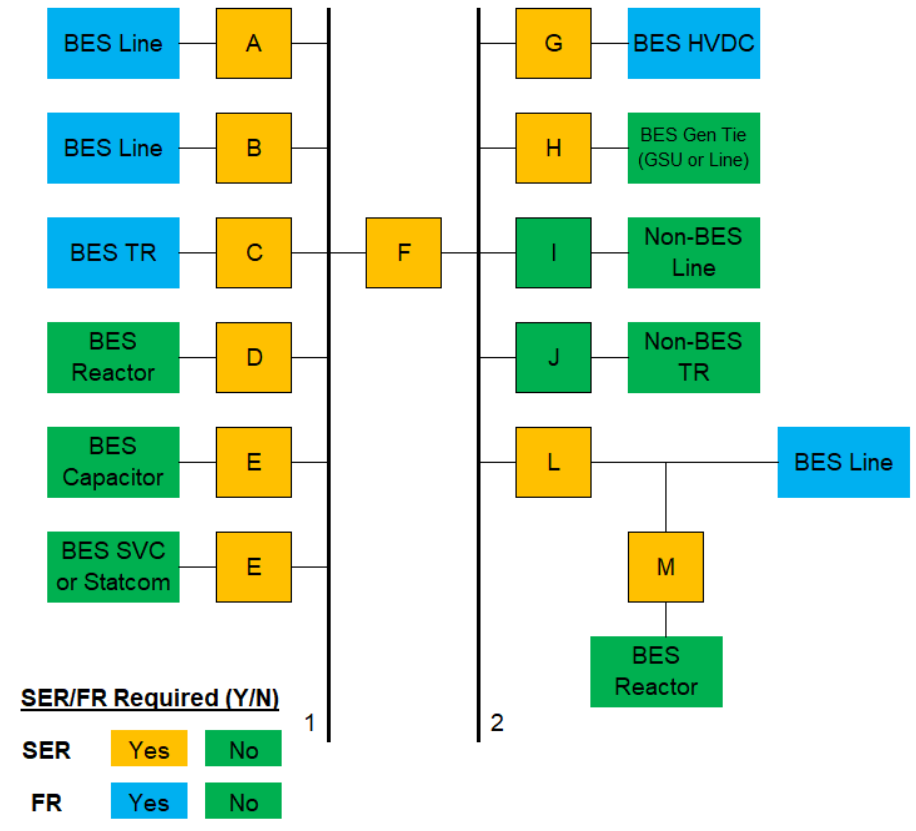 BES Line
A
G
BES HVDC
BES Line
B
H
BES Gen Tie
(GSU or Line)
BES TR
C
F
I
Non-BES
Line
BES
Reactor
D
J
Non-BES
TR
BES
Capacitor
E
L
BES Line
BES SVC
or Statcom
E
M
BES
Reactor
SER/FR Required (Y/N)
1
2
SER
Yes
No
FR
Yes
No